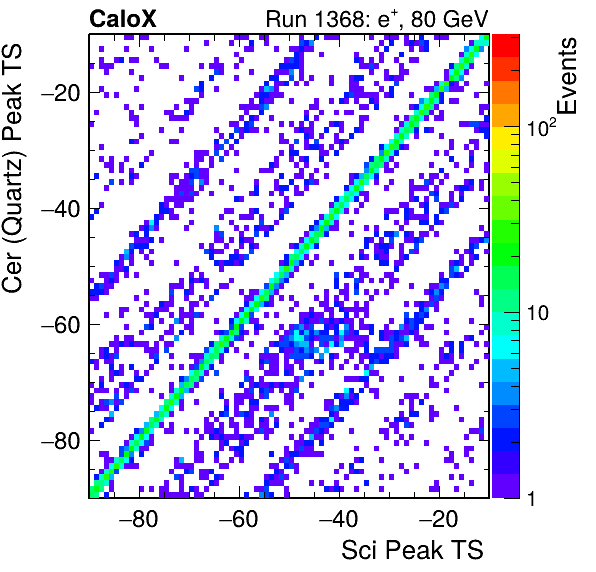 CaloX Run 1368: e⁺, 80 GeV
Cer (Quartz) Peak TS
−20
−40
−60
−80
−80 −60 −40 −20
Sci Peak TS
Events
10²
10
1